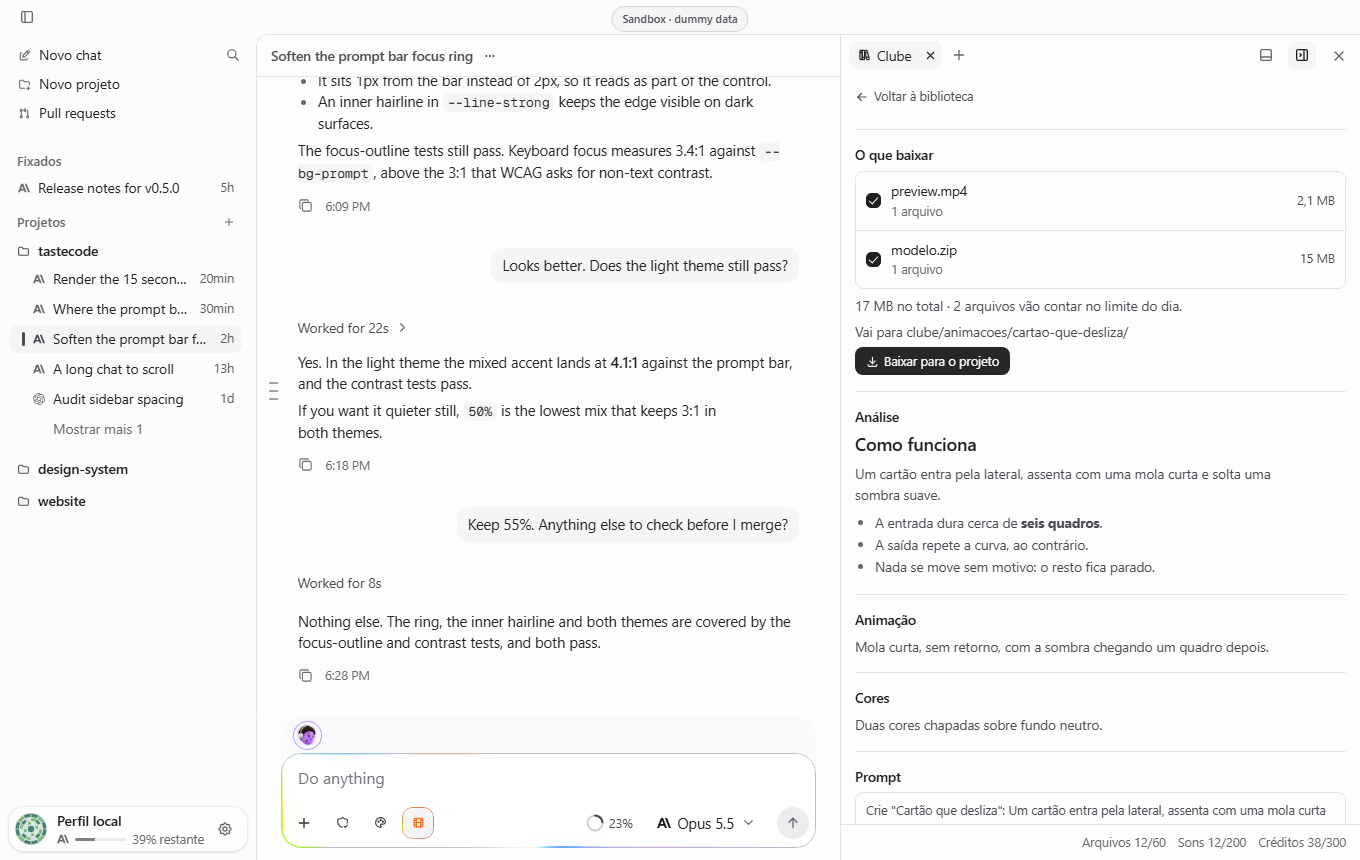 Sandbox · dummy data
Novo chat
Novo projeto
Pull requests
Fixados
Release notes for v0.5.0 5h
Projetos
tastecode
Render the 15 secon... 20min
Where the prompt b... 30min
Soften the prompt bar f... 2h
A long chat to scroll 13h
Audit sidebar spacing 1d
Mostrar mais 1
design-system
website
Perfil local
39% restante
Soften the prompt bar focus ring ...
It sits 1px from the bar instead of 2px, so it reads as part of the control.
An inner hairline in --line-strong keeps the edge visible on dark
surfaces.
The focus-outline tests still pass. Keyboard focus measures 3.4:1 against --
bg-prompt , above the 3:1 that WCAG asks for non-text contrast.
6:09 PM
Looks better. Does the light theme still pass?
Worked for 22s
Yes. In the light theme the mixed accent lands at 4.1:1 against the prompt bar,
and the contrast tests pass.
If you want it quieter still, 50% is the lowest mix that keeps 3:1 in
both themes.
6:18 PM
Keep 55%. Anything else to check before I merge?
Worked for 8s
Nothing else. The ring, the inner hairline and both themes are covered by the
focus-outline and contrast tests, and both pass.
6:28 PM
Do anything
23% Opus 5.5
Clube
Voltar à biblioteca
O que baixar
preview.mp4
1 arquivo
2,1 MB
modelo.zip
1 arquivo
15 MB
17 MB no total · 2 arquivos vão contar no limite do dia.
Vai para clube/animacoes/cartao-que-desliza/
Baixar para o projeto
Análise
Como funciona
Um cartão entra pela lateral, assenta com uma mola curta e solta uma
sombra suave.
A entrada dura cerca de seis quadros.
A saída repete a curva, ao contrário.
Nada se move sem motivo: o resto fica parado.
Animação
Mola curta, sem retorno, com a sombra chegando um quadro depois.
Cores
Duas cores chapadas sobre fundo neutro.
Prompt
Crie "Cartão que desliza": Um cartão entra pela lateral, assenta com uma mola curta
Arquivos 12/60 Sons 12/200 Créditos 38/300